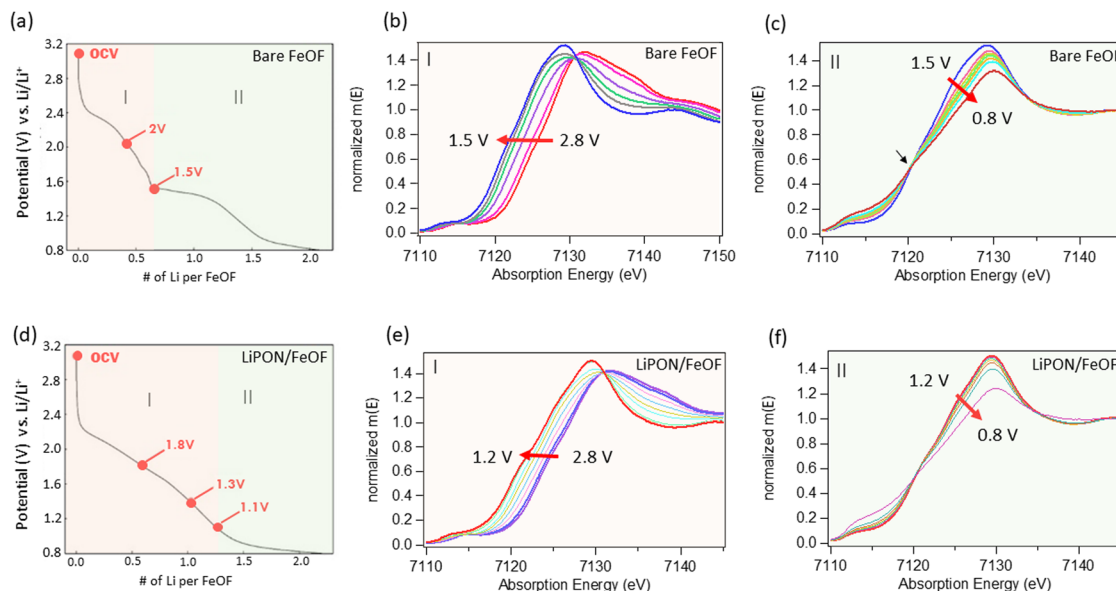 (a)
Bare FeOF
OCV
I
II
2V
1.5V
3.2
2.8
2.4
2.0
1.6
1.2
0.8
Potential (V) vs. Li/Li+
0.0
0.5
1.0
1.5
2.0
# of Li per FeOF
(b)
Bare FeOF
I
1.5 V
2.8 V
1.4
1.2
1.0
0.8
0.6
0.4
0.2
0.0
normalized m(E)
7110
7120
7130
7140
7150
Absorption Energy (eV)
(c)
Bare FeOF
II
1.5 V
0.8 V
1.4
1.2
1.0
0.8
0.6
0.4
0.2
0.0
normalized m(E)
7110
7120
7130
7140
Absorption Energy (eV)
(d)
LiPON/FeOF
OCV
I
II
1.8V
1.3V
1.1V
3.2
2.8
2.4
2.0
1.6
1.2
0.8
Potential (V) vs. Li/Li+
0.0
0.5
1.0
1.5
2.0
# of Li per FeOF
(e)
LiPON/FeOF
I
1.2 V
2.8 V
1.4
1.2
1.0
0.8
0.6
0.4
0.2
0.0
normalized m(E)
7110
7120
7130
7140
Absorption Energy (eV)
(f)
LiPON/FeOF
II
1.2 V
0.8 V
1.4
1.2
1.0
0.8
0.6
0.4
0.2
0.0
normalized m(E)
7110
7120
7130
7140
Absorption Energy (eV)